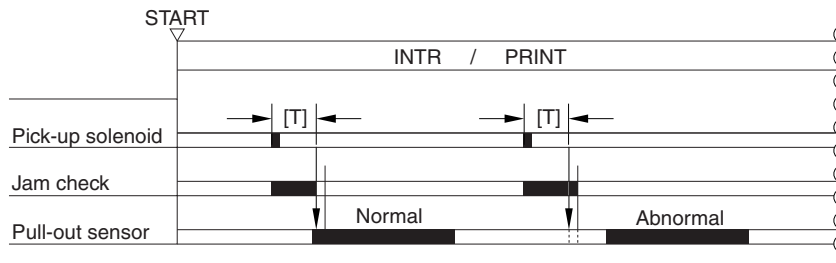 START
INTR / PRINT
[T] [T]
Pick-up solenoid
Jam check
Normal Abnormal
Pull-out sensor